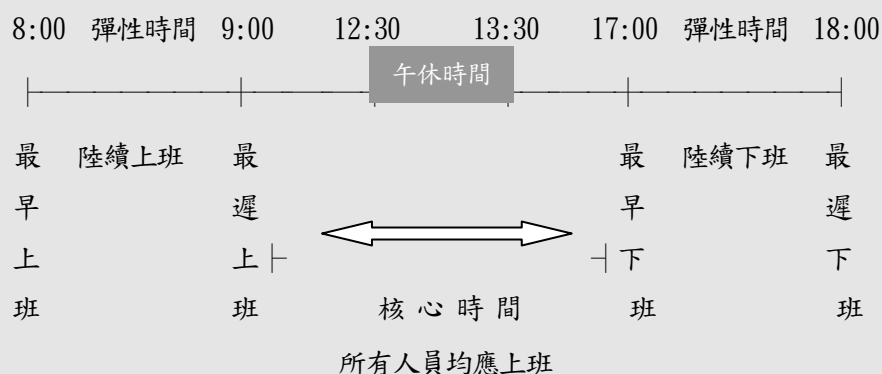 8:00 彈性時間 9:00 12:30 13:30 17:00 彈性時間 18:00
午休時間
最早上班
陸續上班
最遲上班
最早下班
陸續下班
最遲下班
核心時間
所有人員均應上班